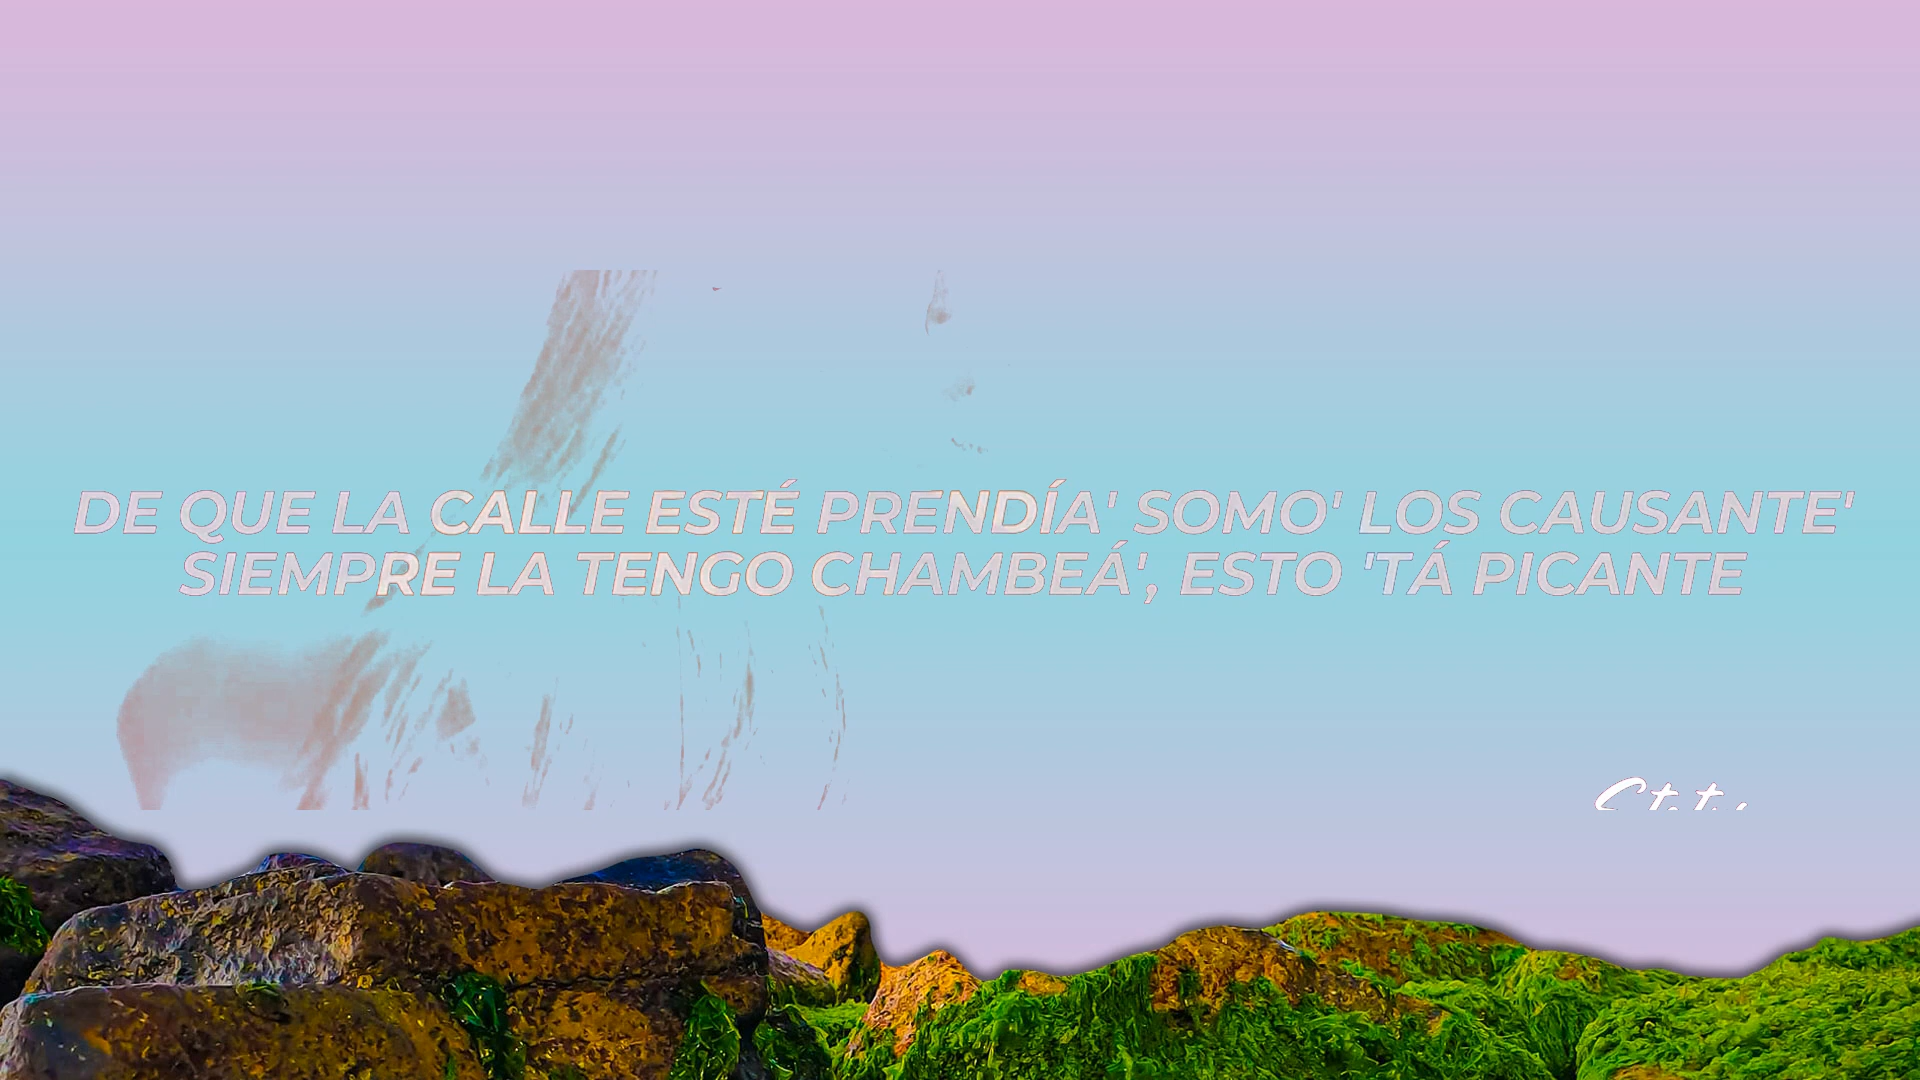 DE QUE LA CALLE ESTÉ PRENDÍA' SOMO' LOS CAUSANTE'
SIEMPRE LA TENGO CHAMBEÁ', ESTO 'TÁ PICANTE